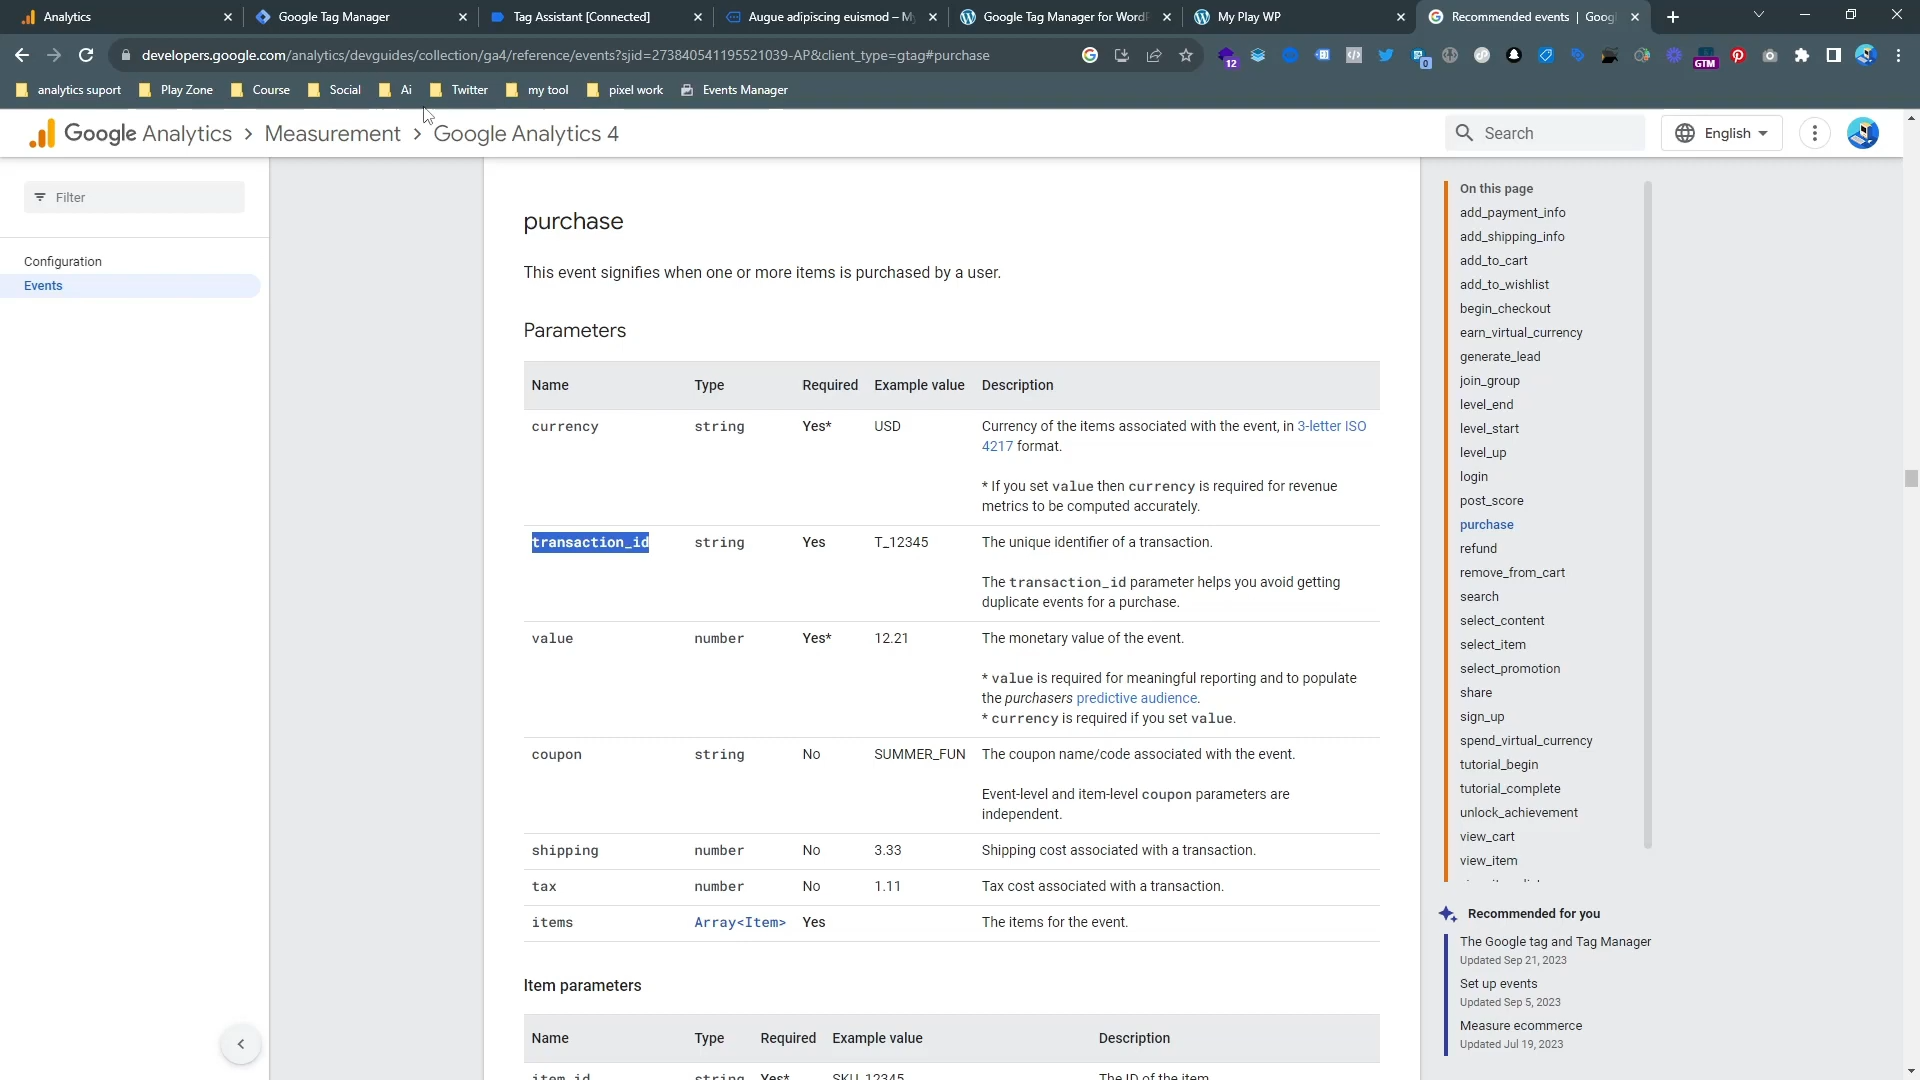 Analytics
Google Tag Manager
Tag Assistant [Connected]
Augue adipiscing euismod – My
Google Tag Manager for WordP
My Play WP
Recommended events | Goog
developers.google.com/analytics/devguides/collection/ga4/reference/events?sjid=273840541195521039-AP&client_type=gtag#purchase
12
0
GTM
analytics suport
Play Zone
Course
Social
Ai
Twitter
my tool
pixel work
Events Manager
Google Analytics > Measurement > Google Analytics 4
Search
English
Filter
Configuration
Events
purchase
This event signifies when one or more items is purchased by a user.
Parameters
Name Type Required Example value Description
currency string Yes* USD Currency of the items associated with the event, in 3-letter ISO
4217 format.
* If you set value then currency is required for revenue
metrics to be computed accurately.
transaction_id string Yes T_12345 The unique identifier of a transaction.
The transaction_id parameter helps you avoid getting
duplicate events for a purchase.
value number Yes* 12.21 The monetary value of the event.
* value is required for meaningful reporting and to populate
the purchasers predictive audience.
* currency is required if you set value.
coupon string No SUMMER_FUN The coupon name/code associated with the event.
Event-level and item-level coupon parameters are
independent.
shipping number No 3.33 Shipping cost associated with a transaction.
tax number No 1.11 Tax cost associated with a transaction.
items Array<Item> Yes The items for the event.
Item parameters
Name Type Required Example value Description
item_id string Yes* SKU_12345 The ID of the item.
On this page
add_payment_info
add_shipping_info
add_to_cart
add_to_wishlist
begin_checkout
earn_virtual_currency
generate_lead
join_group
level_end
level_start
level_up
login
post_score
purchase
refund
remove_from_cart
search
select_content
select_item
select_promotion
share
sign_up
spend_virtual_currency
tutorial_begin
tutorial_complete
unlock_achievement
view_cart
view_item
Recommended for you
The Google tag and Tag Manager
Updated Sep 21, 2023
Set up events
Updated Sep 5, 2023
Measure ecommerce
Updated Jul 19, 2023